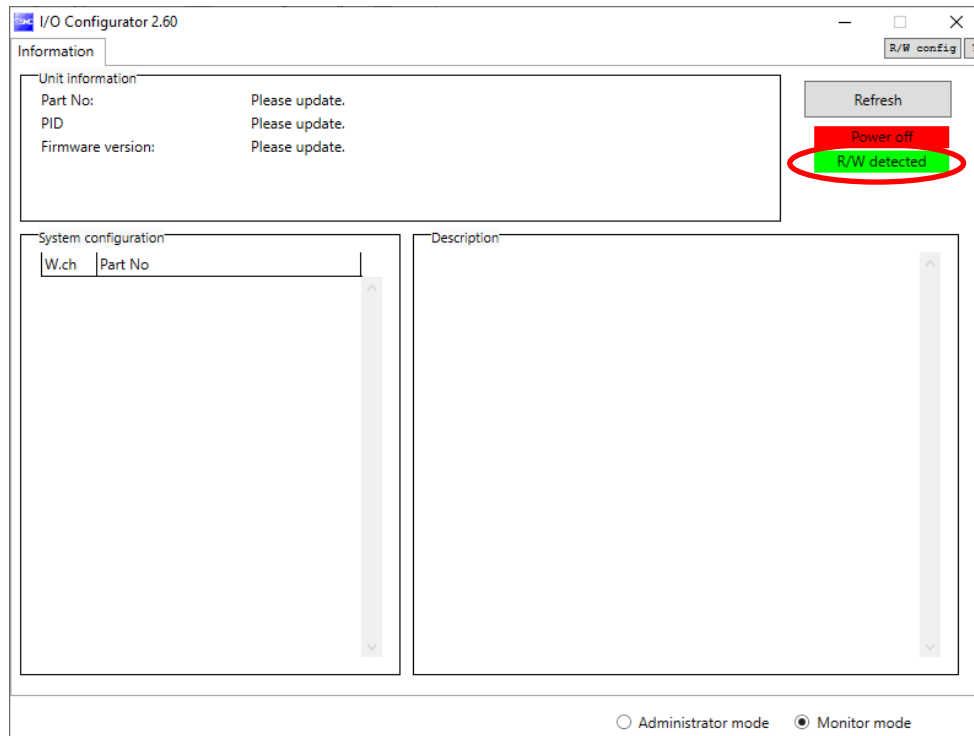 SMC I/O Configurator 2.60
Information
R/W config
Unit information
Part No: Please update.
PID Please update.
Firmware version: Please update.
Refresh
Power off
R/W detected
System configuration
W.ch Part No
Description
Administrator mode Monitor mode